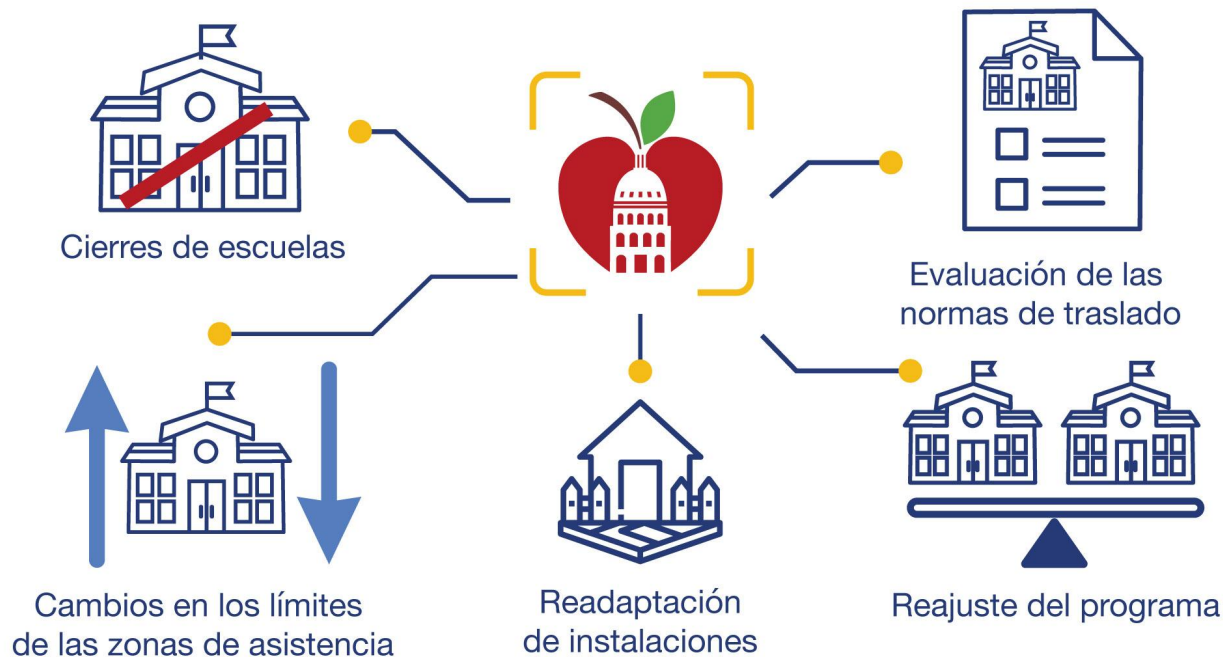 Cierres de escuelas
Evaluación de las
normas de traslado
Cambios en los límites
de las zonas de asistencia
Readaptación
de instalaciones
Reajuste del programa